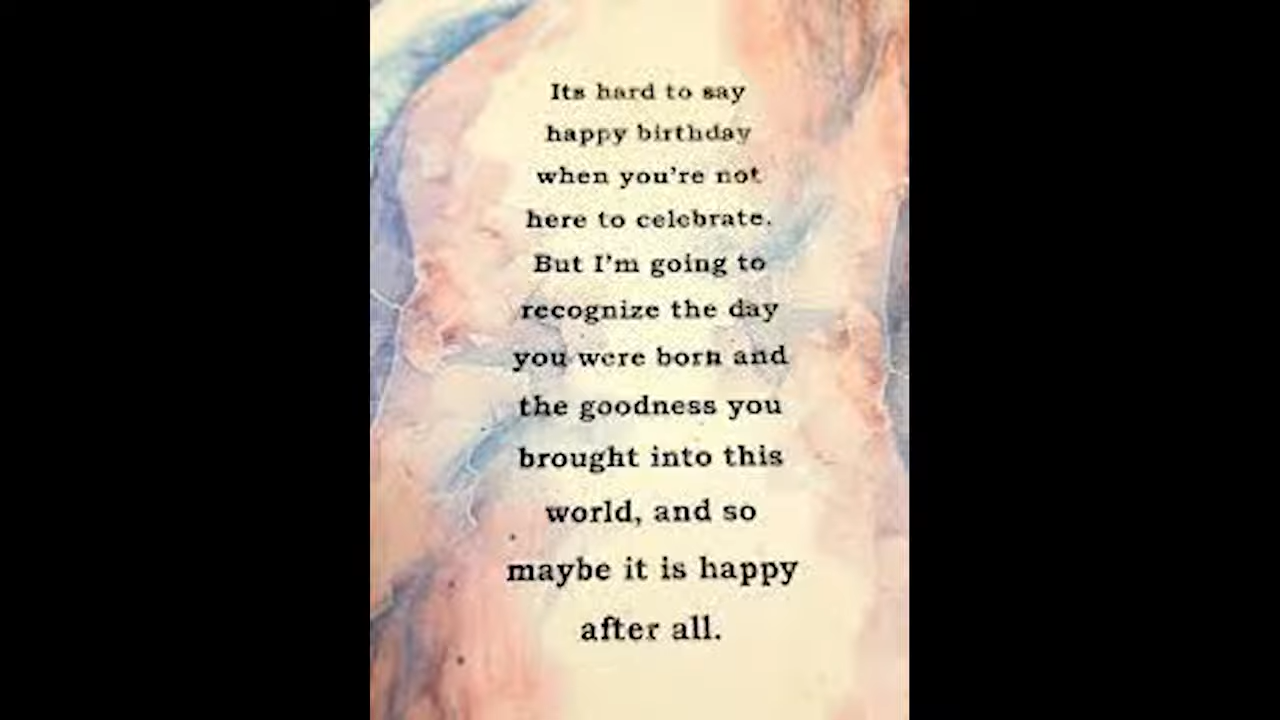 Its hard to say
happy birthday
when you're not
here to celebrate.
But I'm going to
recognize the day
you were born and
the goodness you
brought into this
world, and so
maybe it is happy
after all.